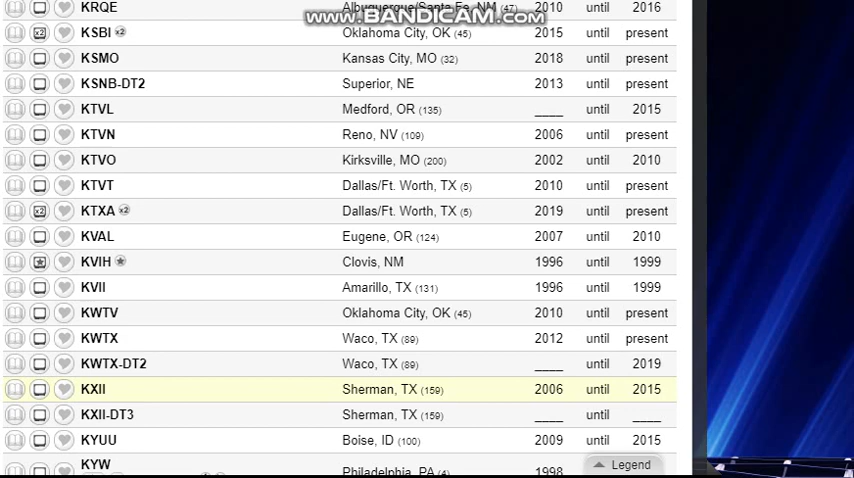 KRQE Albuquerque/Santa Fe, NM (47) 2010 until 2016
www.BANDICAM.com
KSBI x2 Oklahoma City, OK (45) 2015 until present
KSMO Kansas City, MO (32) 2018 until present
KSNB-DT2 Superior, NE 2013 until present
KTVL Medford, OR (135) ____ until 2015
KTVN Reno, NV (109) 2006 until present
KTVO Kirksville, MO (200) 2002 until 2010
KTVT Dallas/Ft. Worth, TX (5) 2010 until present
KTXA x2 Dallas/Ft. Worth, TX (5) 2019 until present
KVAL Eugene, OR (124) 2007 until 2010
KVIH Clovis, NM 1996 until 1999
KVII Amarillo, TX (131) 1996 until 1999
KWTV Oklahoma City, OK (45) 2010 until present
KWTX Waco, TX (89) 2012 until present
KWTX-DT2 Waco, TX (89) ____ until 2019
KXII Sherman, TX (159) 2006 until 2015
KXII-DT3 Sherman, TX (159) ____ until ____
KYUU Boise, ID (100) 2009 until 2015
KYW Philadelphia, PA (4) 1998
Legend